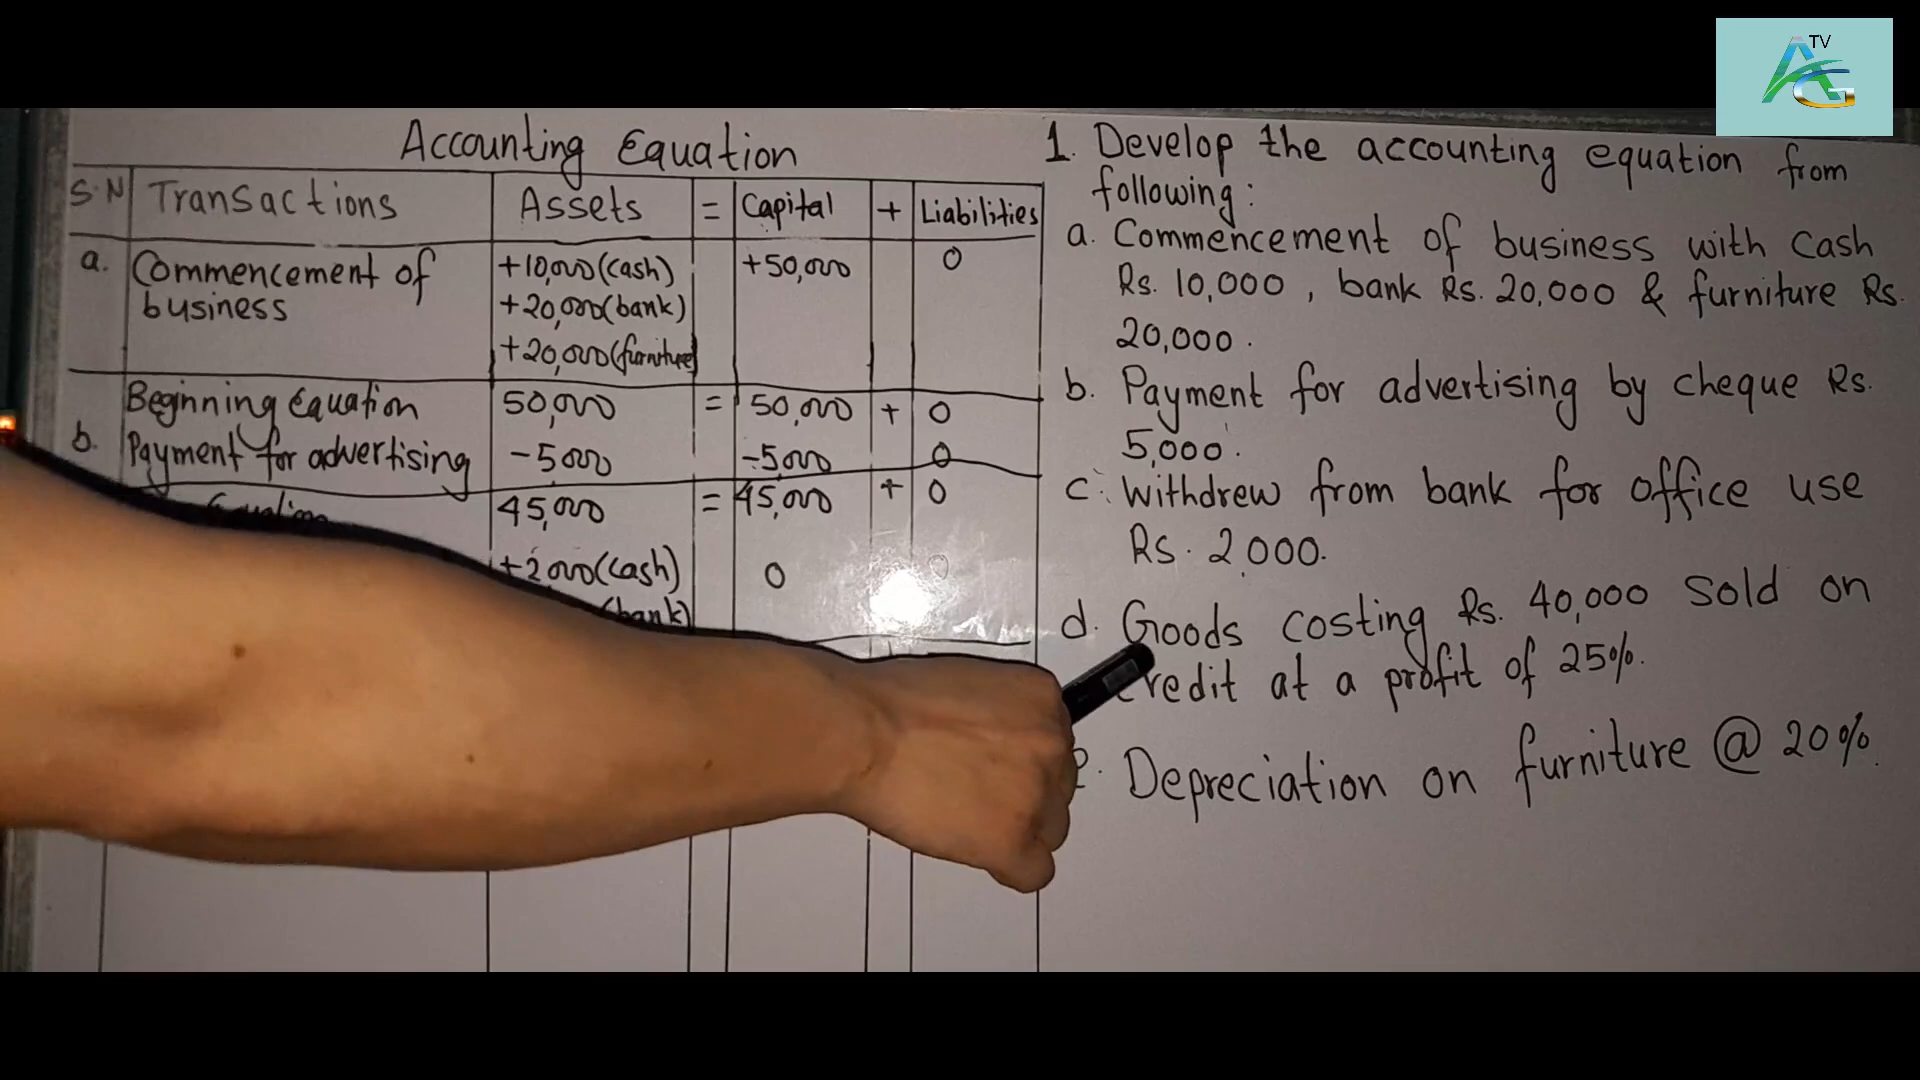 TV
AG
Accounting Equation
S.N Transactions Assets = Capital + Liabilities
a. Commencement of business +10,000(cash) +50,000 0
+20,000(bank)
+20,000(furniture)
Beginning Equation 50,000 = 50,000 + 0
b. Payment for advertising -5,000 -5,000 0
Equation 45,000 = 45,000 + 0
+2,000(cash) 0 0
(bank)
1. Develop the accounting equation from
following:
a. Commencement of business with cash
Rs. 10,000, bank Rs. 20,000 & furniture Rs.
20,000.
b. Payment for advertising by cheque Rs.
5,000.
c. Withdrew from bank for office use
Rs. 2,000.
d. Goods costing Rs. 40,000 sold on
credit at a profit of 25%.
Depreciation on furniture @ 20%.